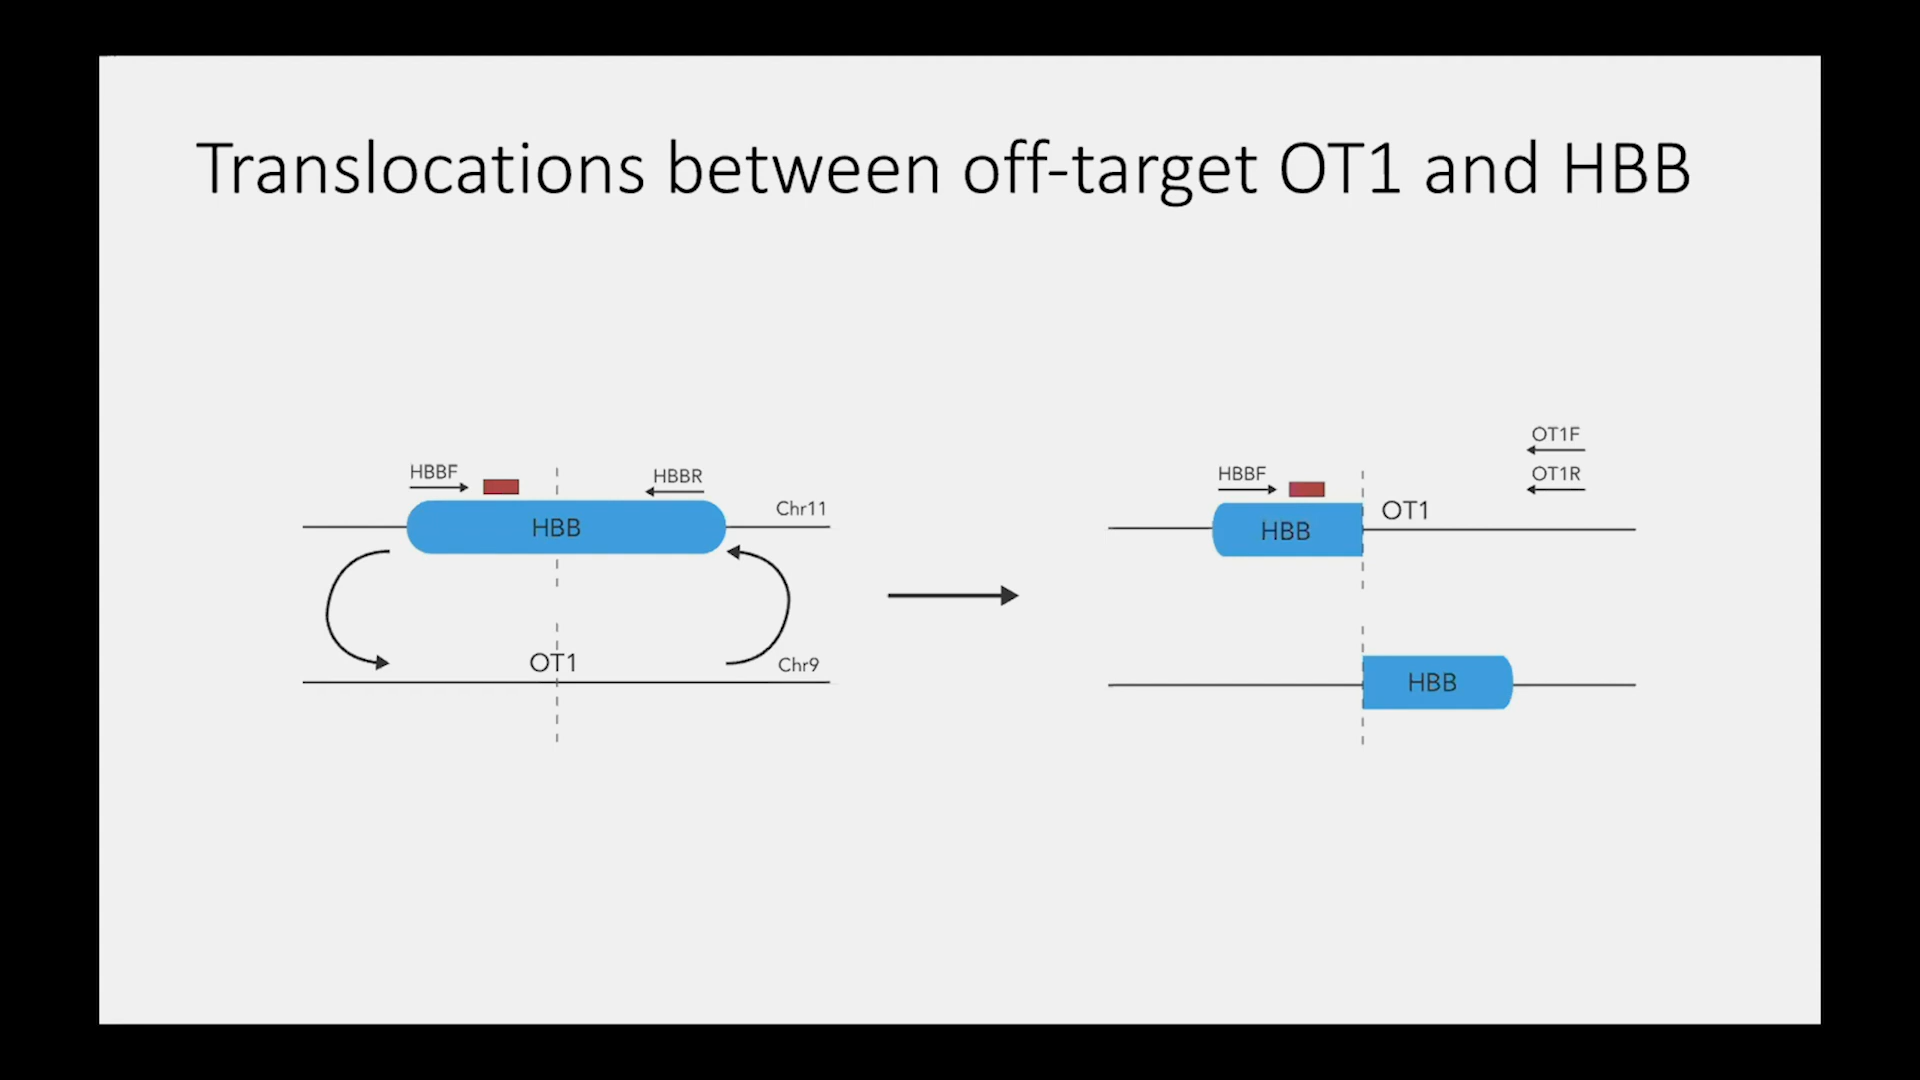 Translocations between off-target OT1 and HBB
HBBF
HBBR
Chr11
HBB
OT1
Chr9
OT1F
OT1R
HBBF
OT1
HBB
HBB